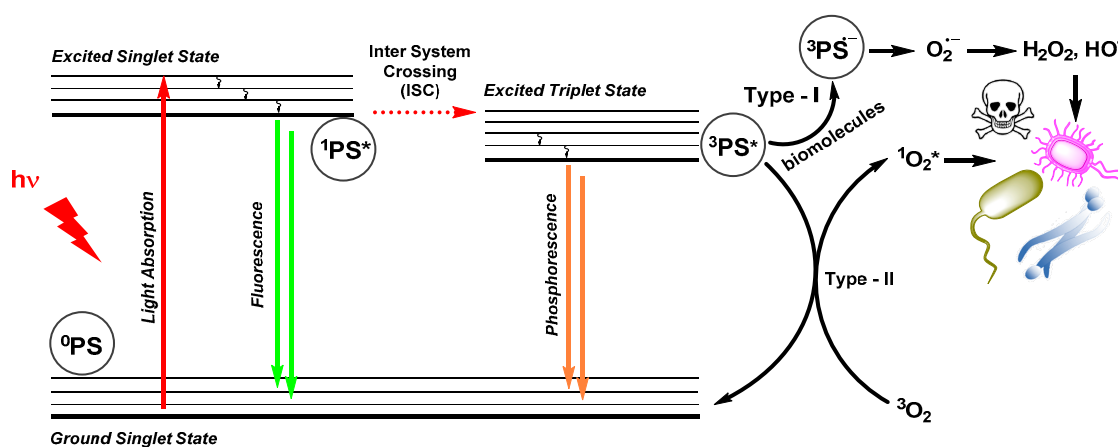 Excited Singlet State
Inter System
Crossing
(ISC)
Excited Triplet State
³PS•⁻
O₂•⁻
H₂O₂, HO•
Type - I
biomolecules
¹PS*
³PS*
¹O₂*
hν
Light Absorption
Fluorescence
Phosphorescence
Type - II
⁰PS
³O₂
Ground Singlet State